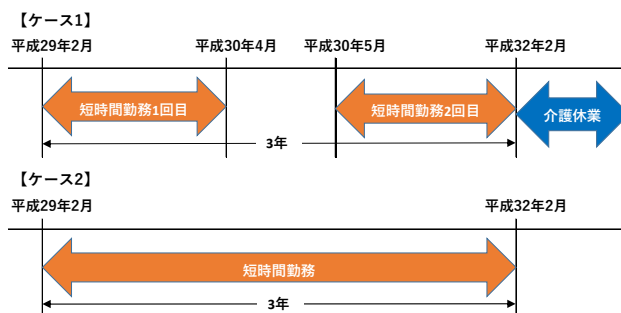 【ケース1】
平成29年2月 平成30年4月 平成30年5月 平成32年2月
短時間勤務1回目 短時間勤務2回目 介護休業
3年
【ケース2】
平成29年2月 平成32年2月
短時間勤務
3年